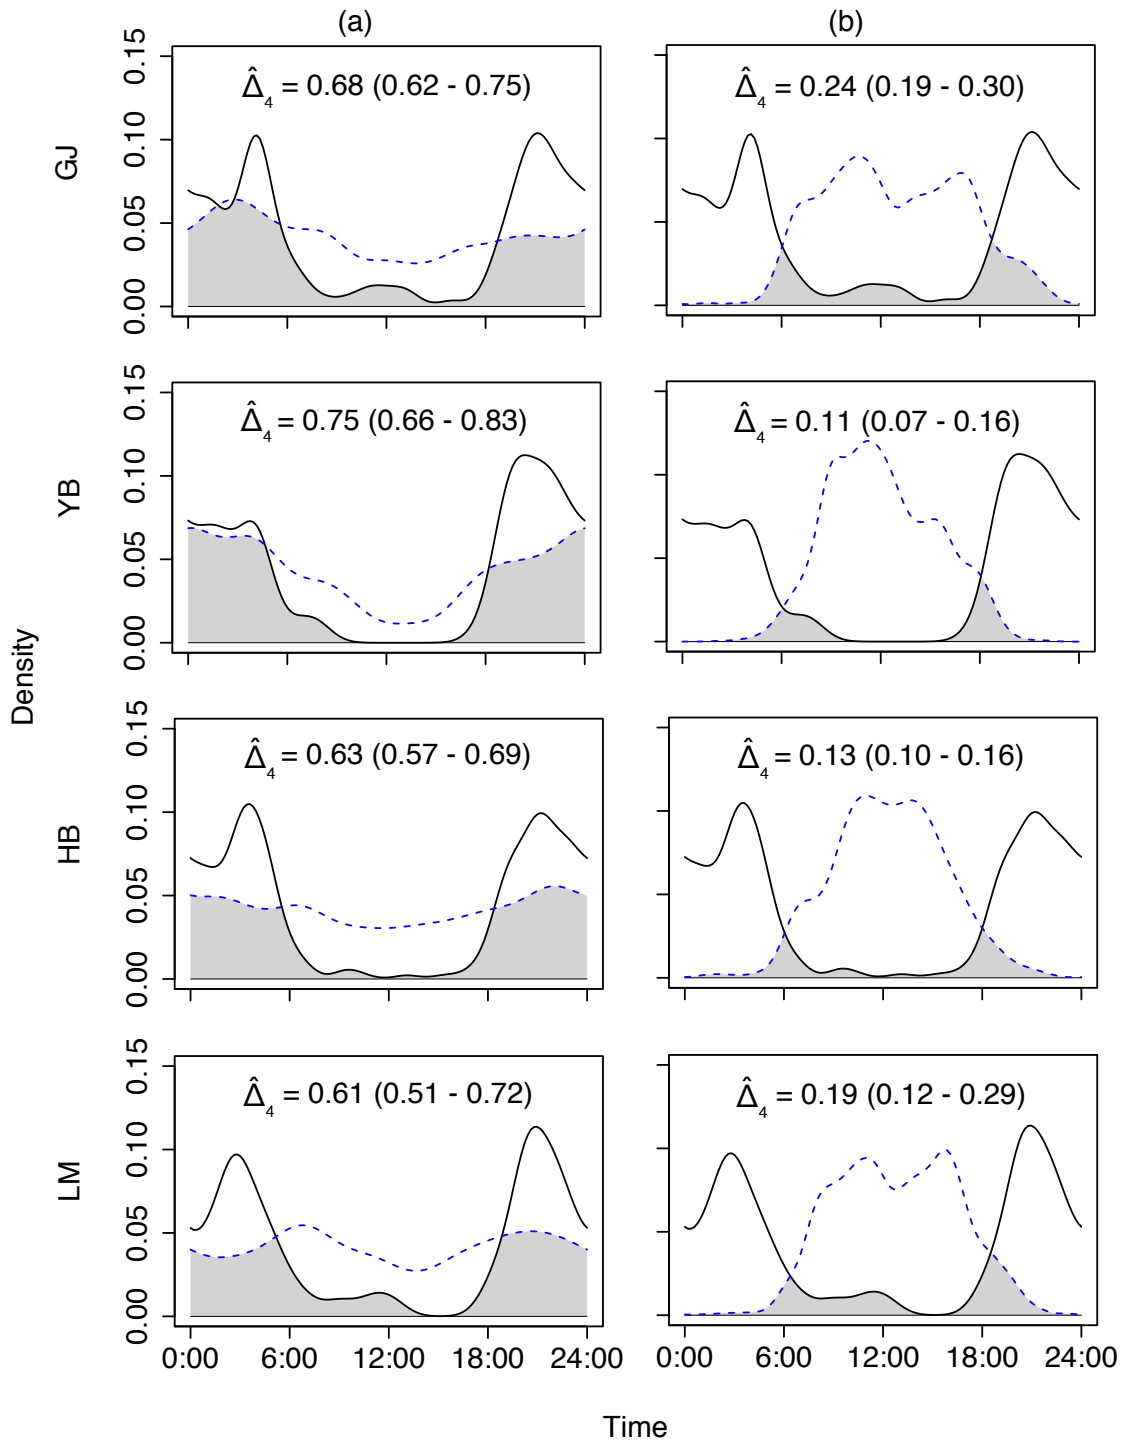 (a) (b)
Density
GJ
0.00 0.05 0.10 0.15
Δ̂₄ = 0.68 (0.62 - 0.75)
Δ̂₄ = 0.24 (0.19 - 0.30)
YB
0.00 0.05 0.10 0.15
Δ̂₄ = 0.75 (0.66 - 0.83)
Δ̂₄ = 0.11 (0.07 - 0.16)
HB
0.00 0.05 0.10 0.15
Δ̂₄ = 0.63 (0.57 - 0.69)
Δ̂₄ = 0.13 (0.10 - 0.16)
LM
0.00 0.05 0.10 0.15
Δ̂₄ = 0.61 (0.51 - 0.72)
Δ̂₄ = 0.19 (0.12 - 0.29)
0:00 6:00 12:00 18:00 24:00
0:00 6:00 12:00 18:00 24:00
Time